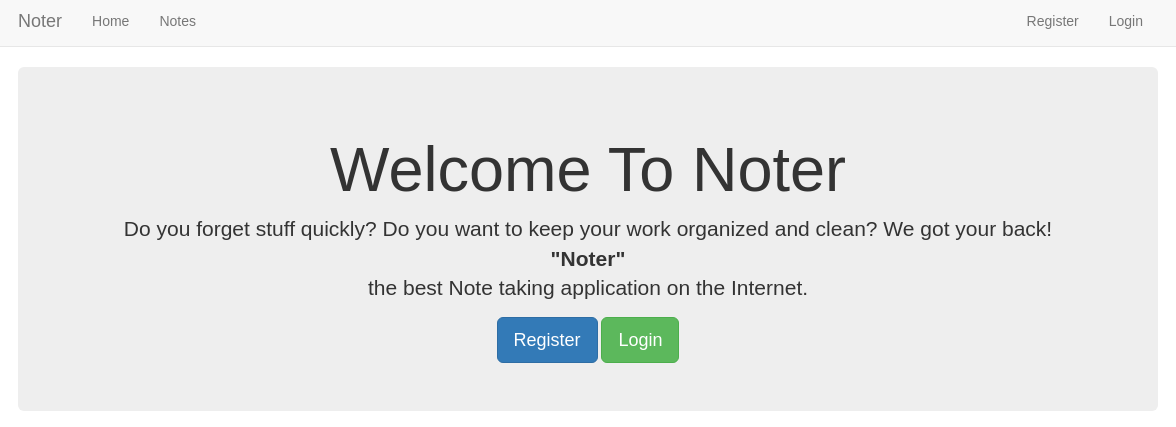 Noter Home Notes Register Login
Welcome To Noter
Do you forget stuff quickly? Do you want to keep your work organized and clean? We got your back!
"Noter"
the best Note taking application on the Internet.
Register Login